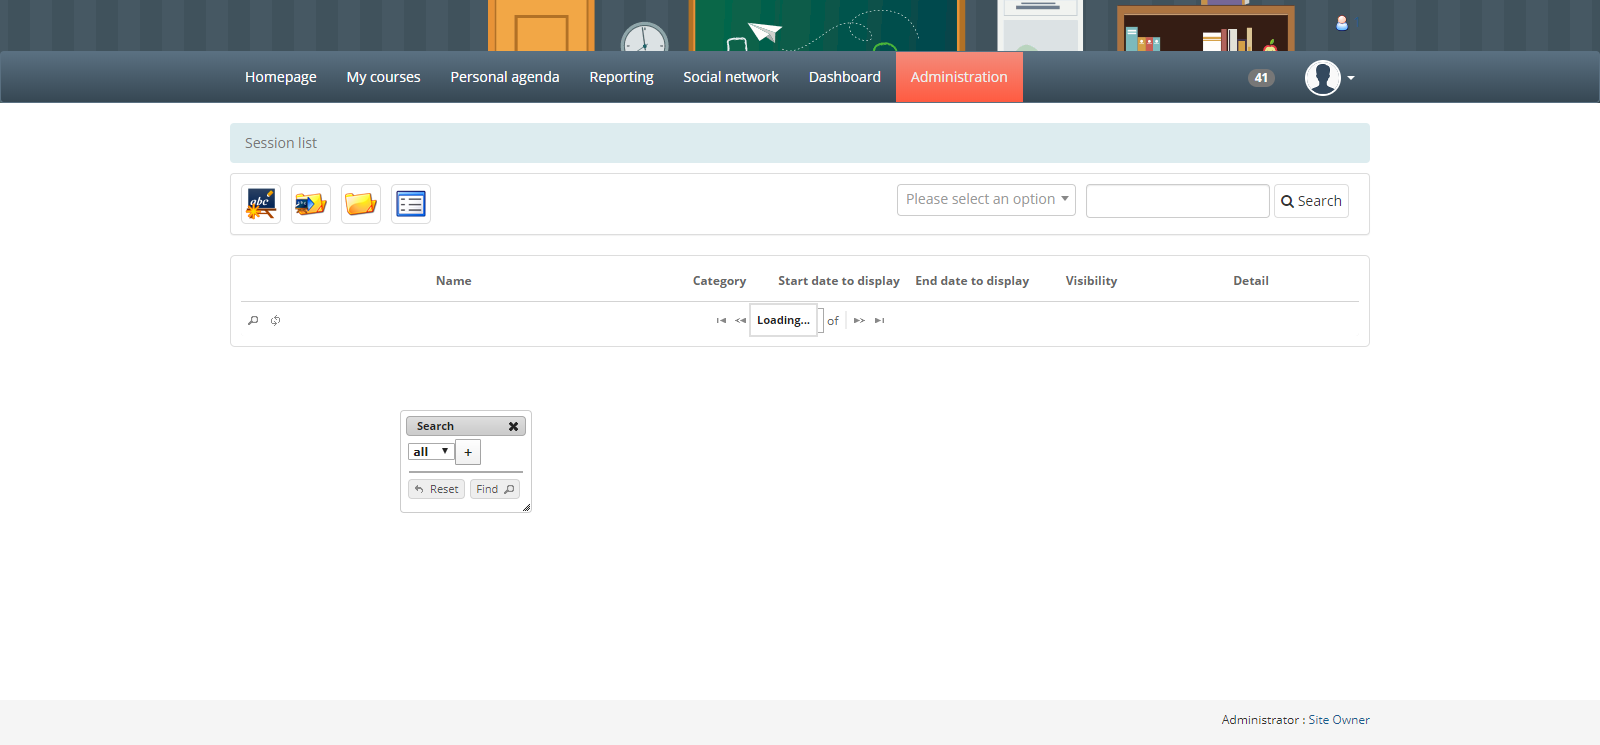 Homepage My courses Personal agenda Reporting Social network Dashboard Administration 41
Session list
abc
Please select an option
Search
Name Category Start date to display End date to display Visibility Detail
Loading... of
Search
all +
Reset Find
Administrator : Site Owner